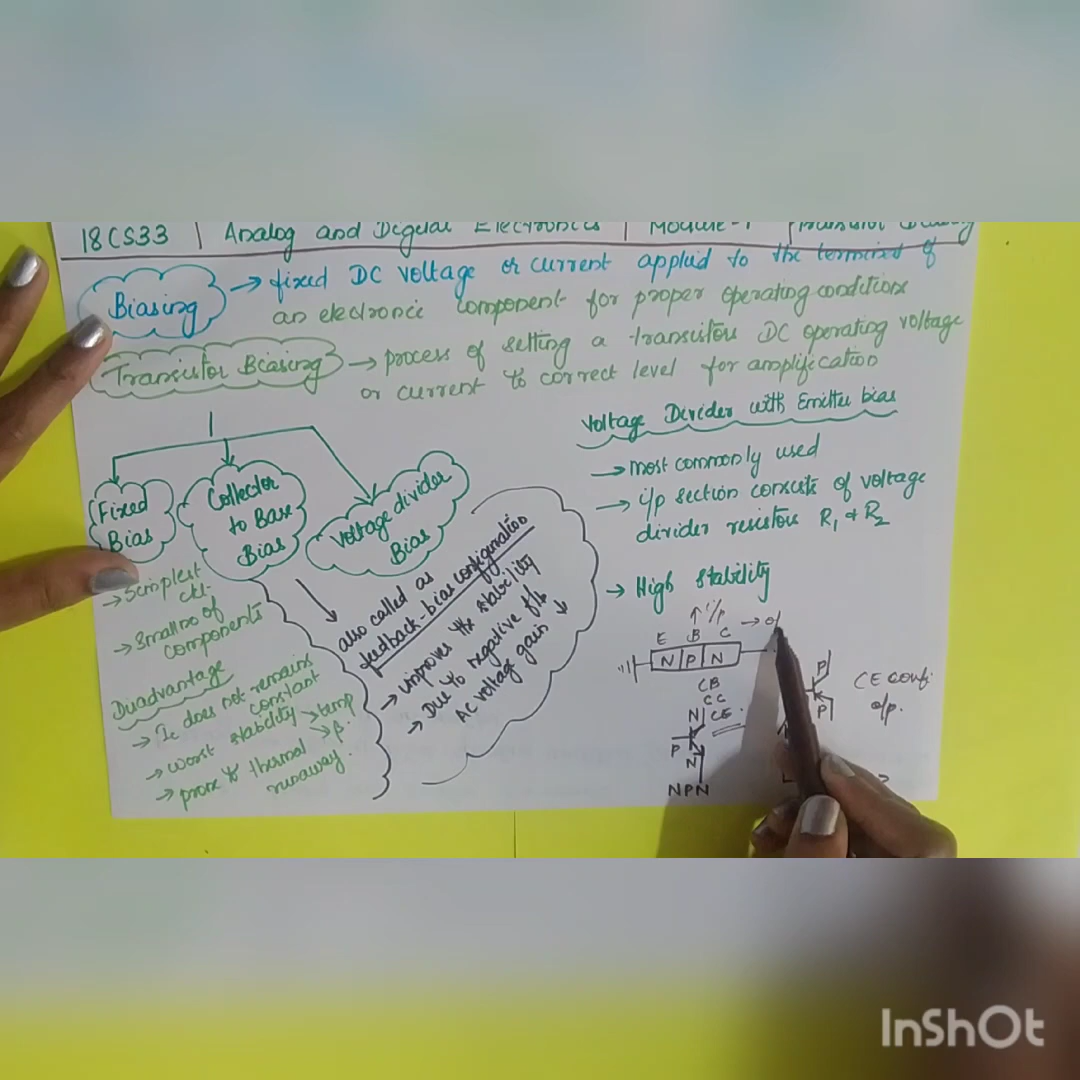 18CS33 | Analog and Digital Electronics | Module-1 | Transistor Biasing
Biasing → fixed DC voltage or current applied to the terminals of
an electronic component for proper operating conditions
Transistor Biasing → process of setting a transistors DC operating voltage
or current to correct level for amplification
Fixed
Bias
Collector
to Base
Bias
Voltage divider
Bias
→ Simplest
ckt
→ Small no of
components
Disadvantage
→ Ic does not remains
constant
→ worst stability → temp
→ β.
→ prone to thermal
runaway.
also called as
feedback-bias configuration
→ improves the stability
→ Due to negative f/b
AC voltage gain ↓
Voltage Divider with Emitter bias
→ most commonly used
→ i/p section consists of voltage
divider resistors R1 & R2
→ High stability
↑ i/p
E B C → o/
N P N
CB
CC
CE.
N
P
N
NPN
P
P
CE conf.
o/p.
InShOt